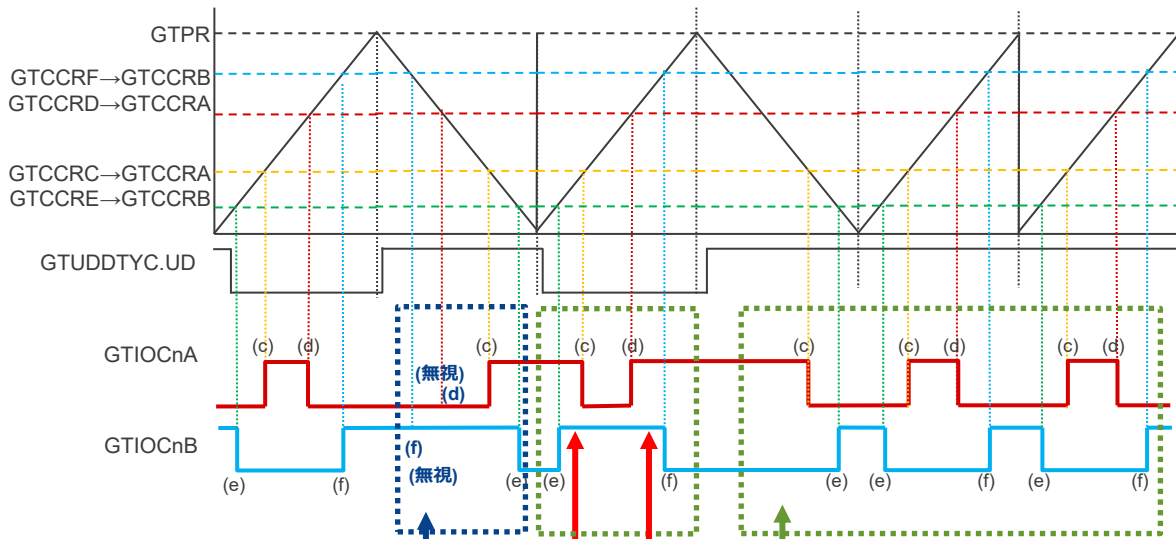 GTPR
GTCCRF→GTCCRB
GTCCRD→GTCCRA
GTCCRC→GTCCRA
GTCCRE→GTCCRB
GTUDDTYC.UD
GTIOCnA
(c) (d) (c) (c) (d) (c) (c) (d) (c) (d)
(無視)
(d)
GTIOCnB
(f)
(無視)
(e) (f) (e) (e) (f) (e) (e) (f) (e) (f)